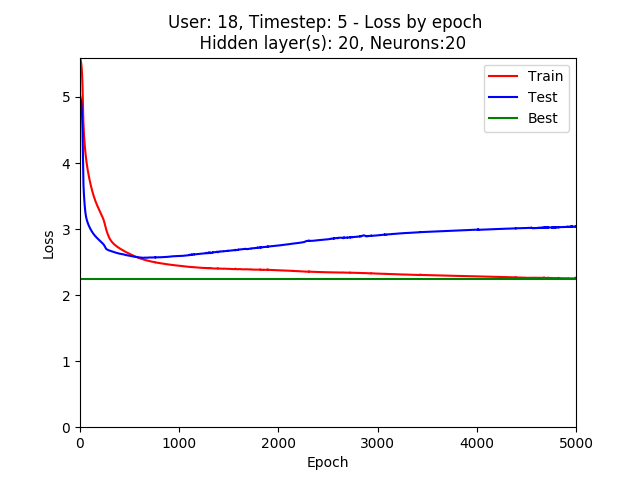 User: 18, Timestep: 5 - Loss by epoch
Hidden layer(s): 20, Neurons:20
Train
Test
Best
5
4
3
2
1
0
Loss
0
1000
2000
3000
4000
5000
Epoch